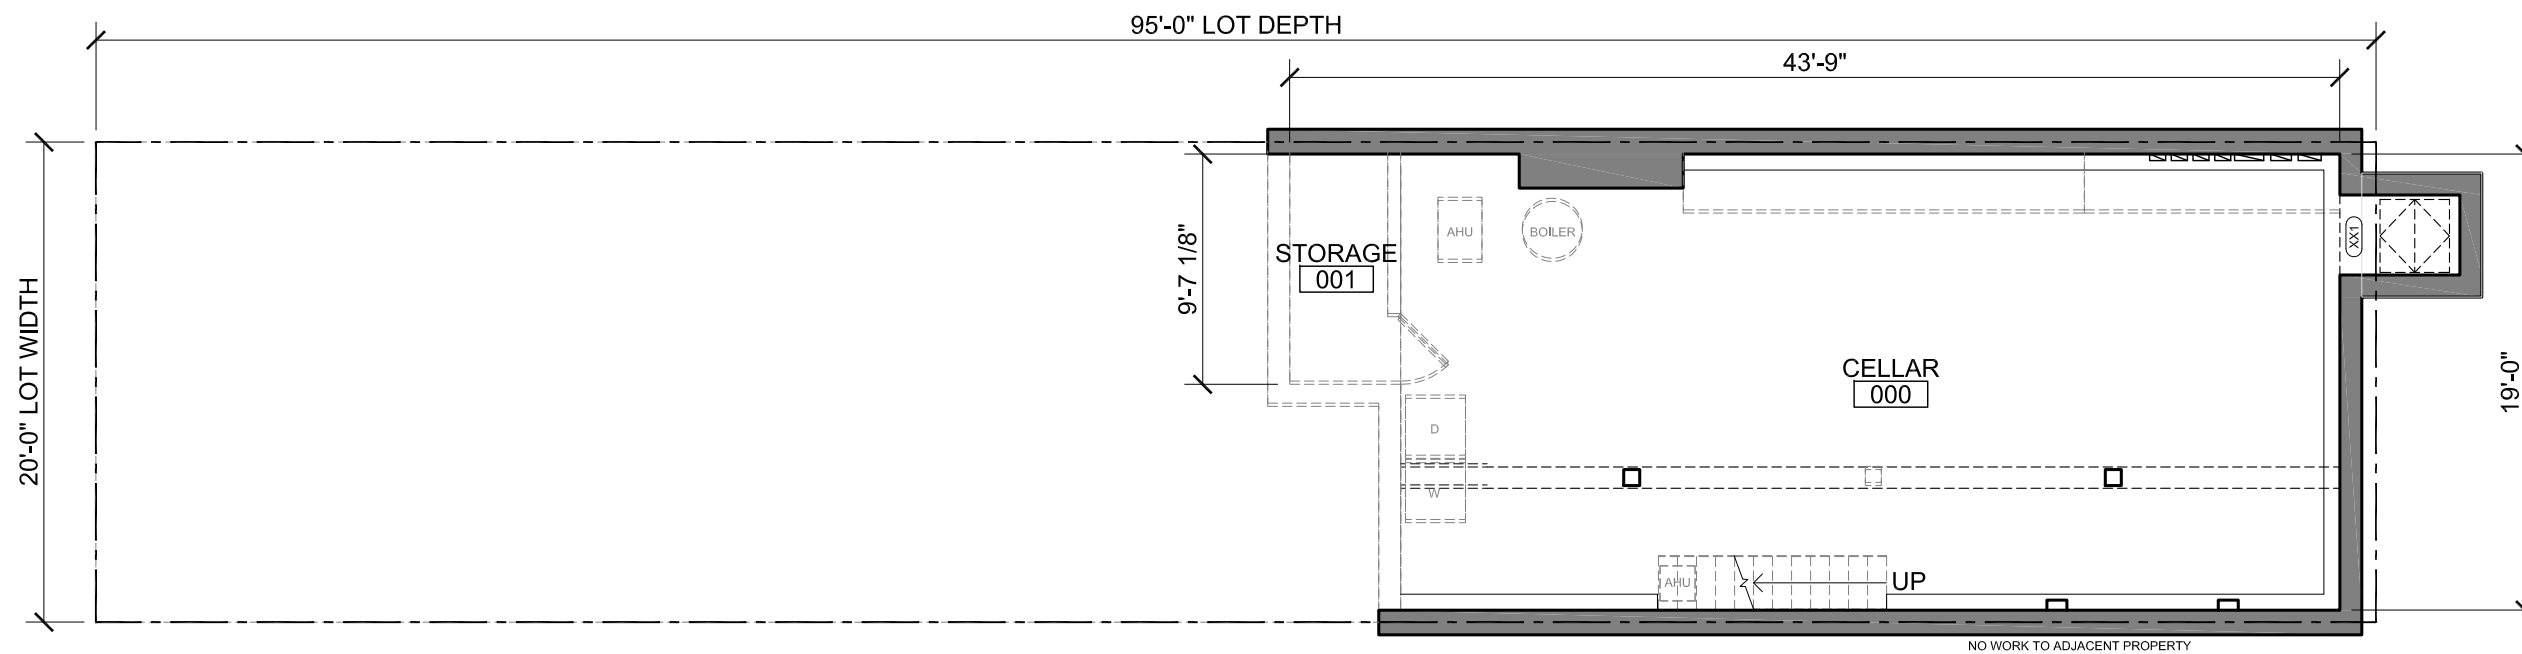 95'-0" LOT DEPTH
43'-9"
20'-0" LOT WIDTH
9'-7 1/8"
STORAGE
001
AHU
BOILER
XX1
CELLAR
000
19'-0"
D
W
AHU
UP
NO WORK TO ADJACENT PROPERTY